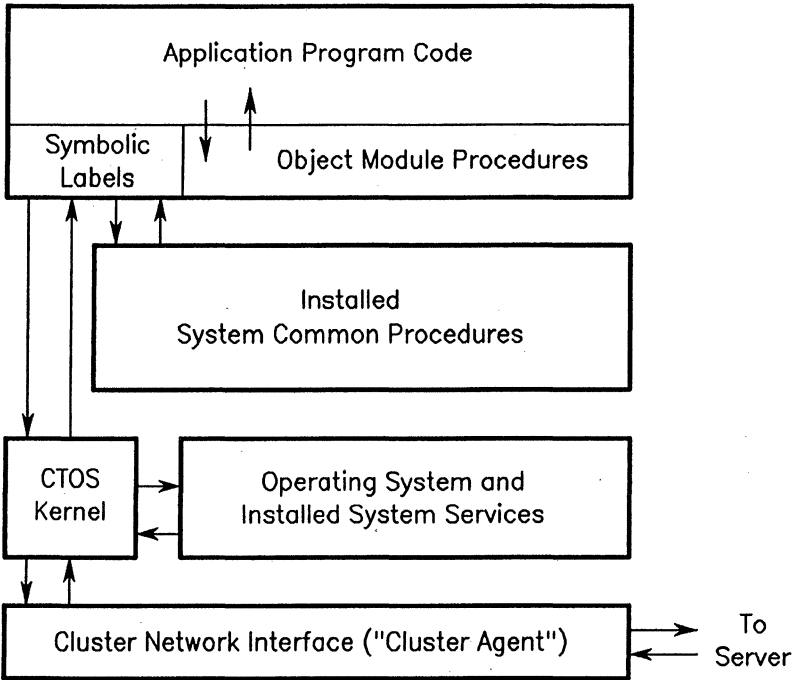 Application Program Code
Symbolic
Labels
Object Module Procedures
Installed
System Common Procedures
CTOS
Kernel
Operating System and
Installed System Services
Cluster Network Interface ("Cluster Agent")
To
Server